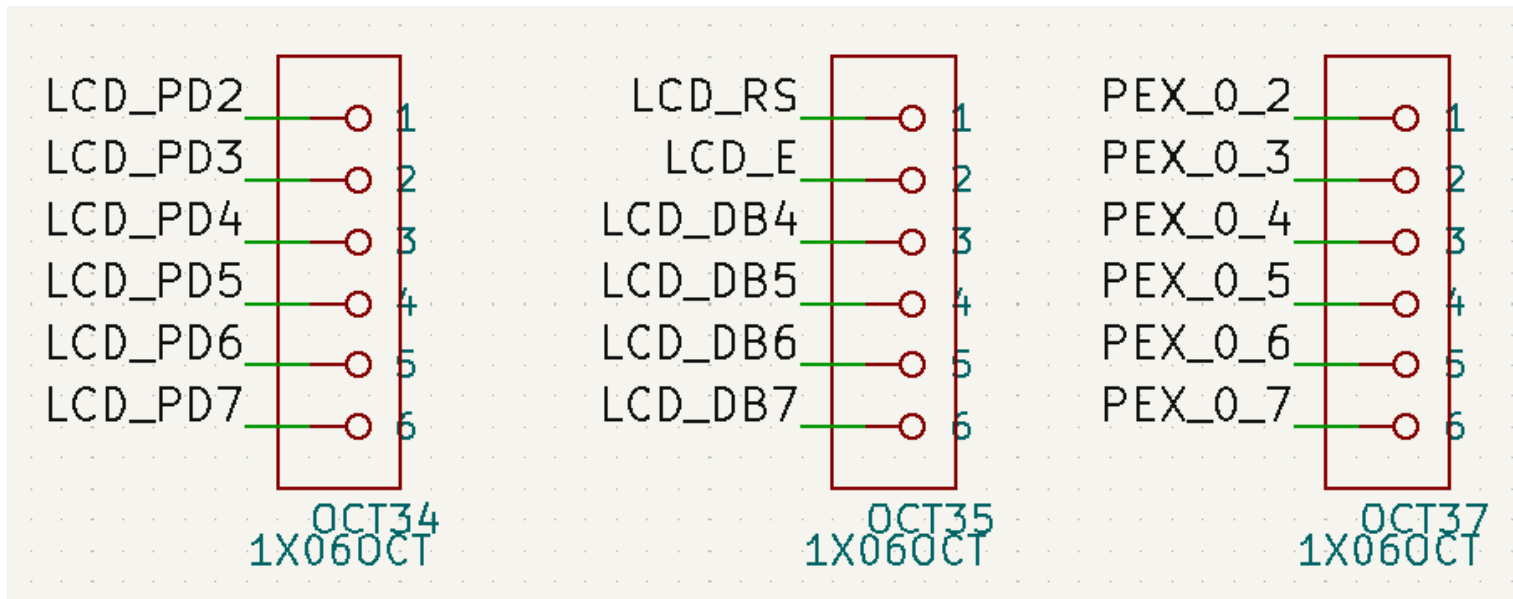 LCD_PD2 1 LCD_RS 1 PEX_0_2 1
LCD_PD3 2 LCD_E 2 PEX_0_3 2
LCD_PD4 3 LCD_DB4 3 PEX_0_4 3
LCD_PD5 4 LCD_DB5 4 PEX_0_5 4
LCD_PD6 5 LCD_DB6 5 PEX_0_6 5
LCD_PD7 6 LCD_DB7 6 PEX_0_7 6
OCT34 OCT35 OCT37
1X06OCT 1X06OCT 1X06OCT